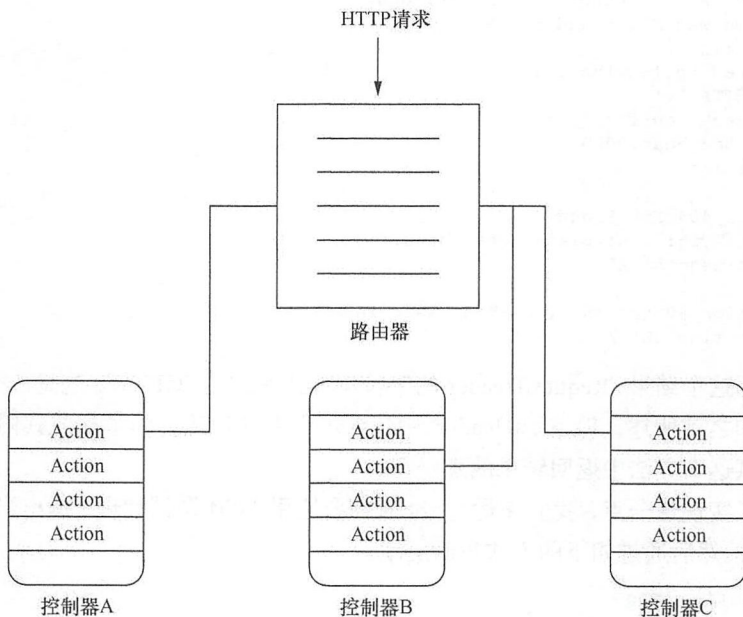 HTTP请求
路由器
Action
Action
Action
Action
控制器A
Action
Action
Action
Action
控制器B
Action
Action
Action
Action
控制器C